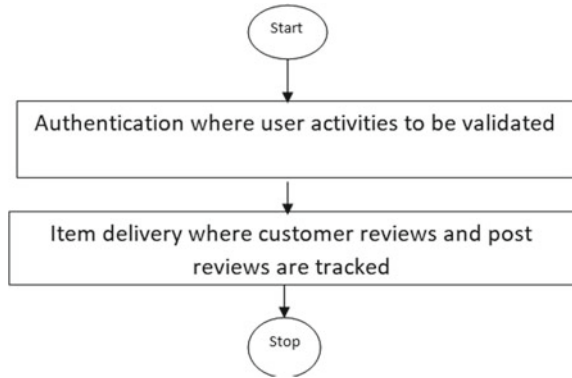 Start
Authentication where user activities to be validated
Item delivery where customer reviews and post
reviews are tracked
Stop